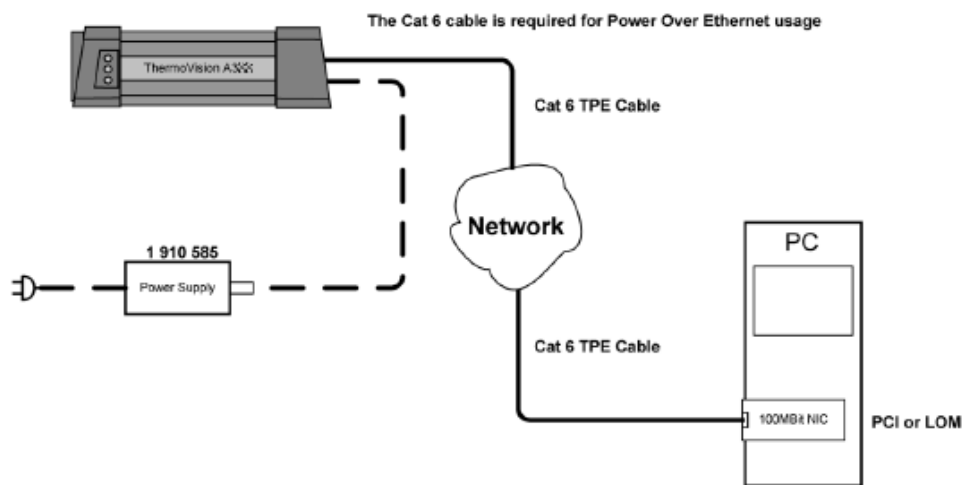 The Cat 6 cable is required for Power Over Ethernet usage
ThermoVision A3XX
Cat 6 TPE Cable
Network
PC
1 910 585
Power Supply
Cat 6 TPE Cable
100MBit NIC
PCI or LOM